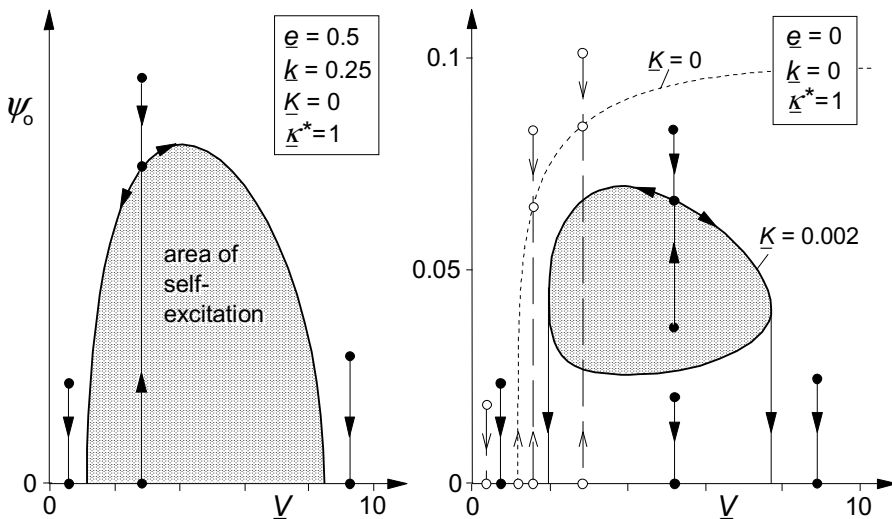 e = 0.5
k = 0.25
K = 0
κ* = 1
ψo
area of
self-
excitation
0
0
V
10
0.1
K = 0
e = 0
k = 0
κ* = 1
K = 0.002
0.05
0
0
V
10